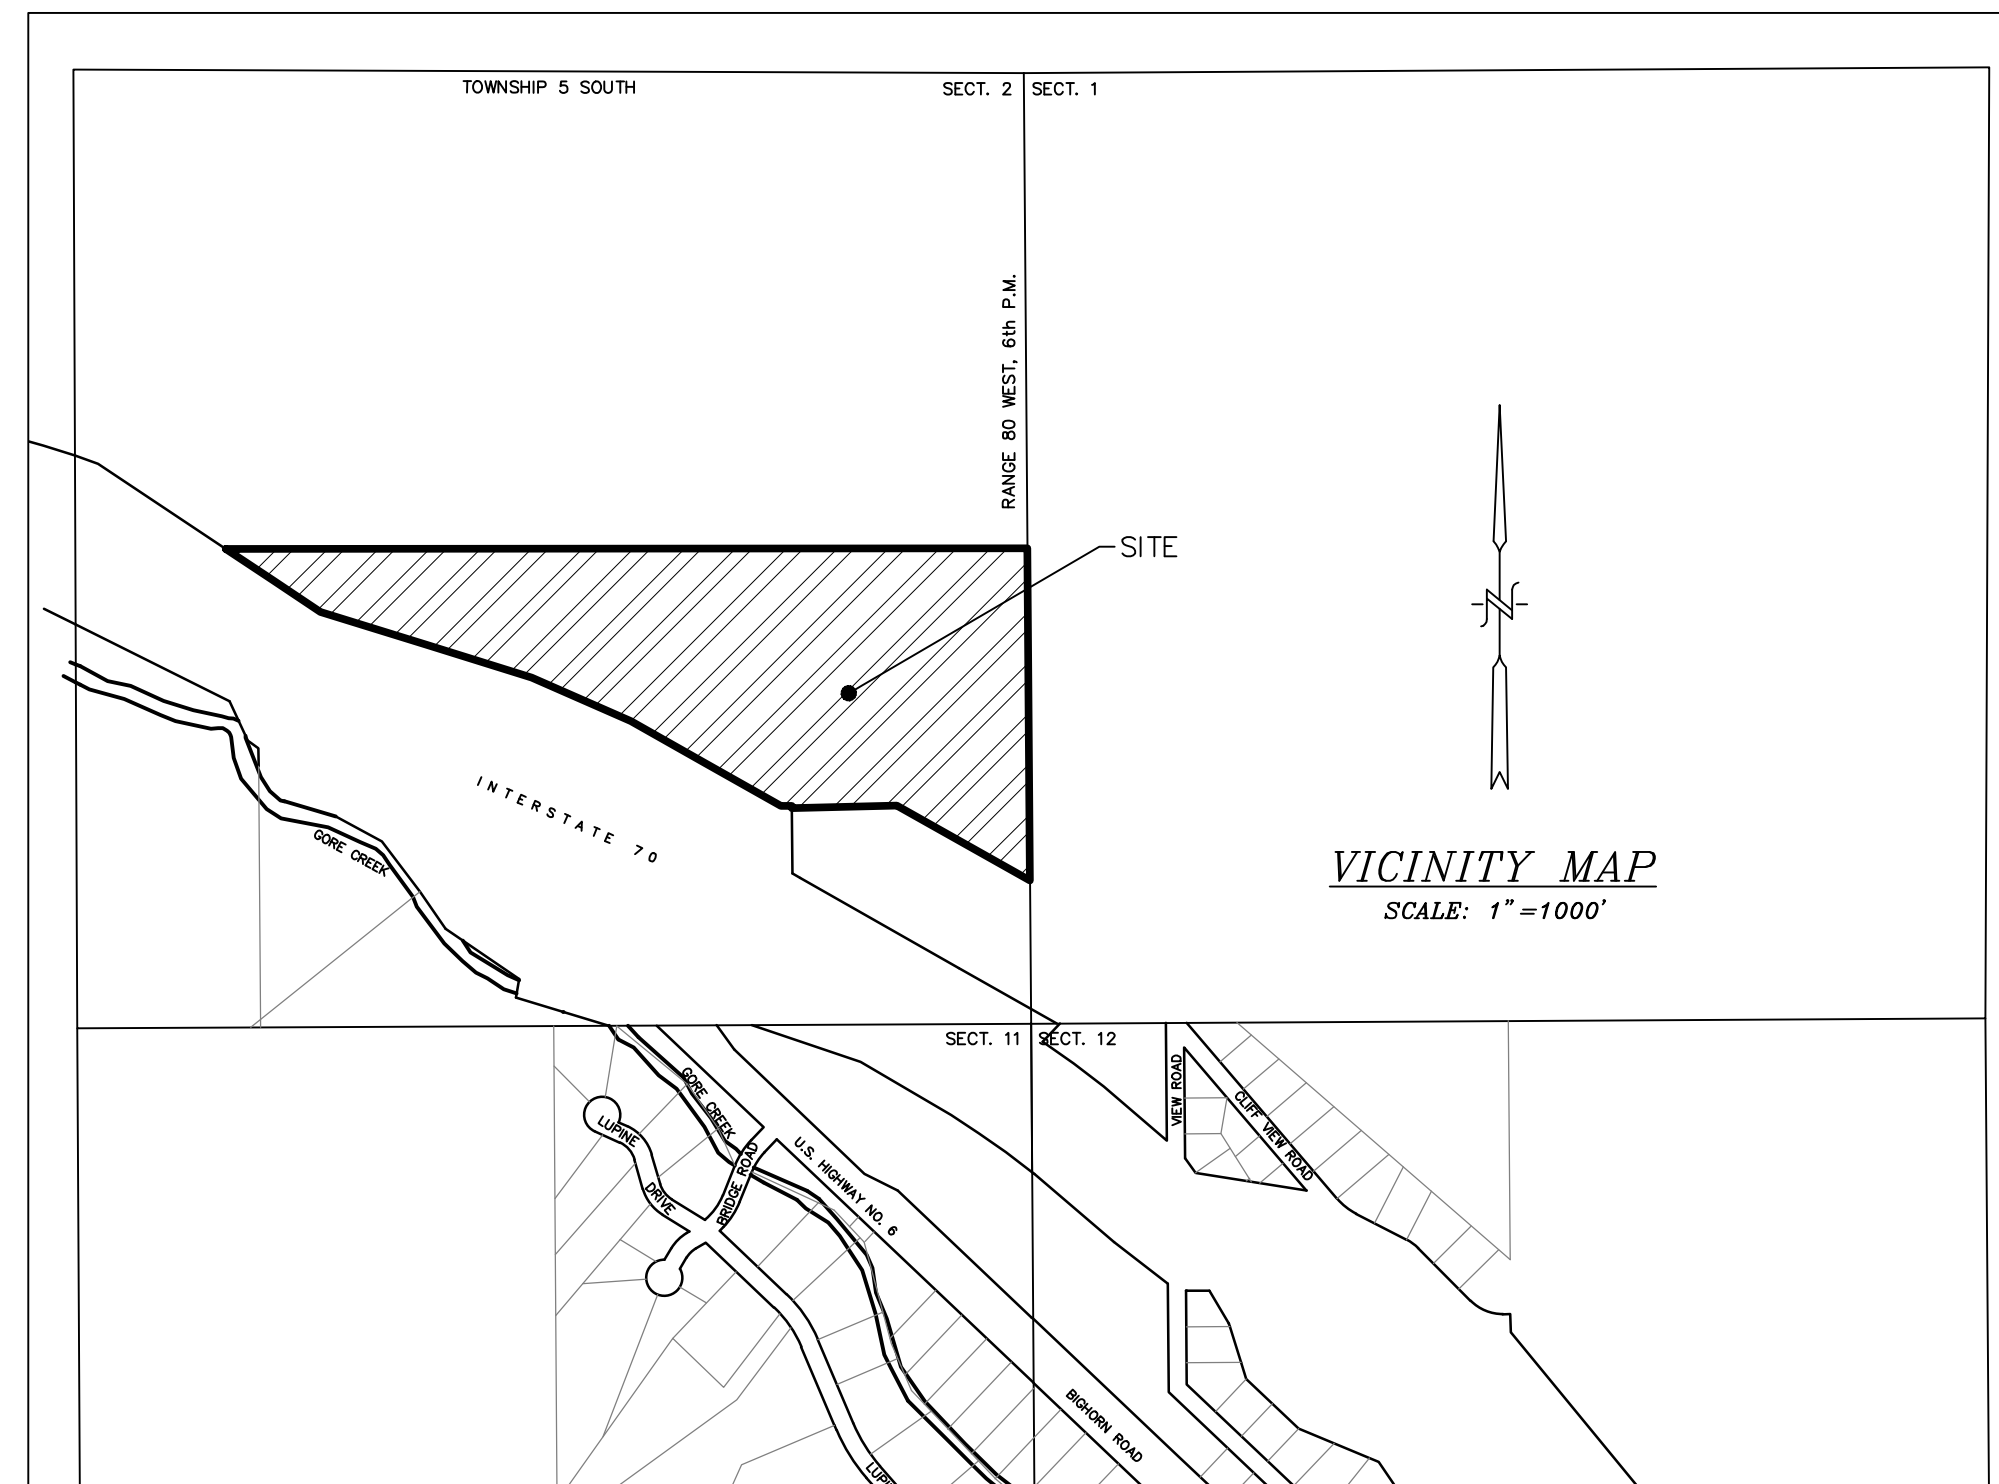 TOWNSHIP 5 SOUTH
SECT. 2
SECT. 1
RANGE 80 WEST, 6th P.M.
SITE
N
INTERSTATE 70
GORE CREEK
VICINITY MAP
SCALE: 1"=1000'
SECT. 11
SECT. 12
VIEW ROAD
CLIFF VIEW ROAD
GORE CREEK
LUPINE
DRIVE
BRIDGE ROAD
U.S. HIGHWAY NO. 6
BIGHORN ROAD